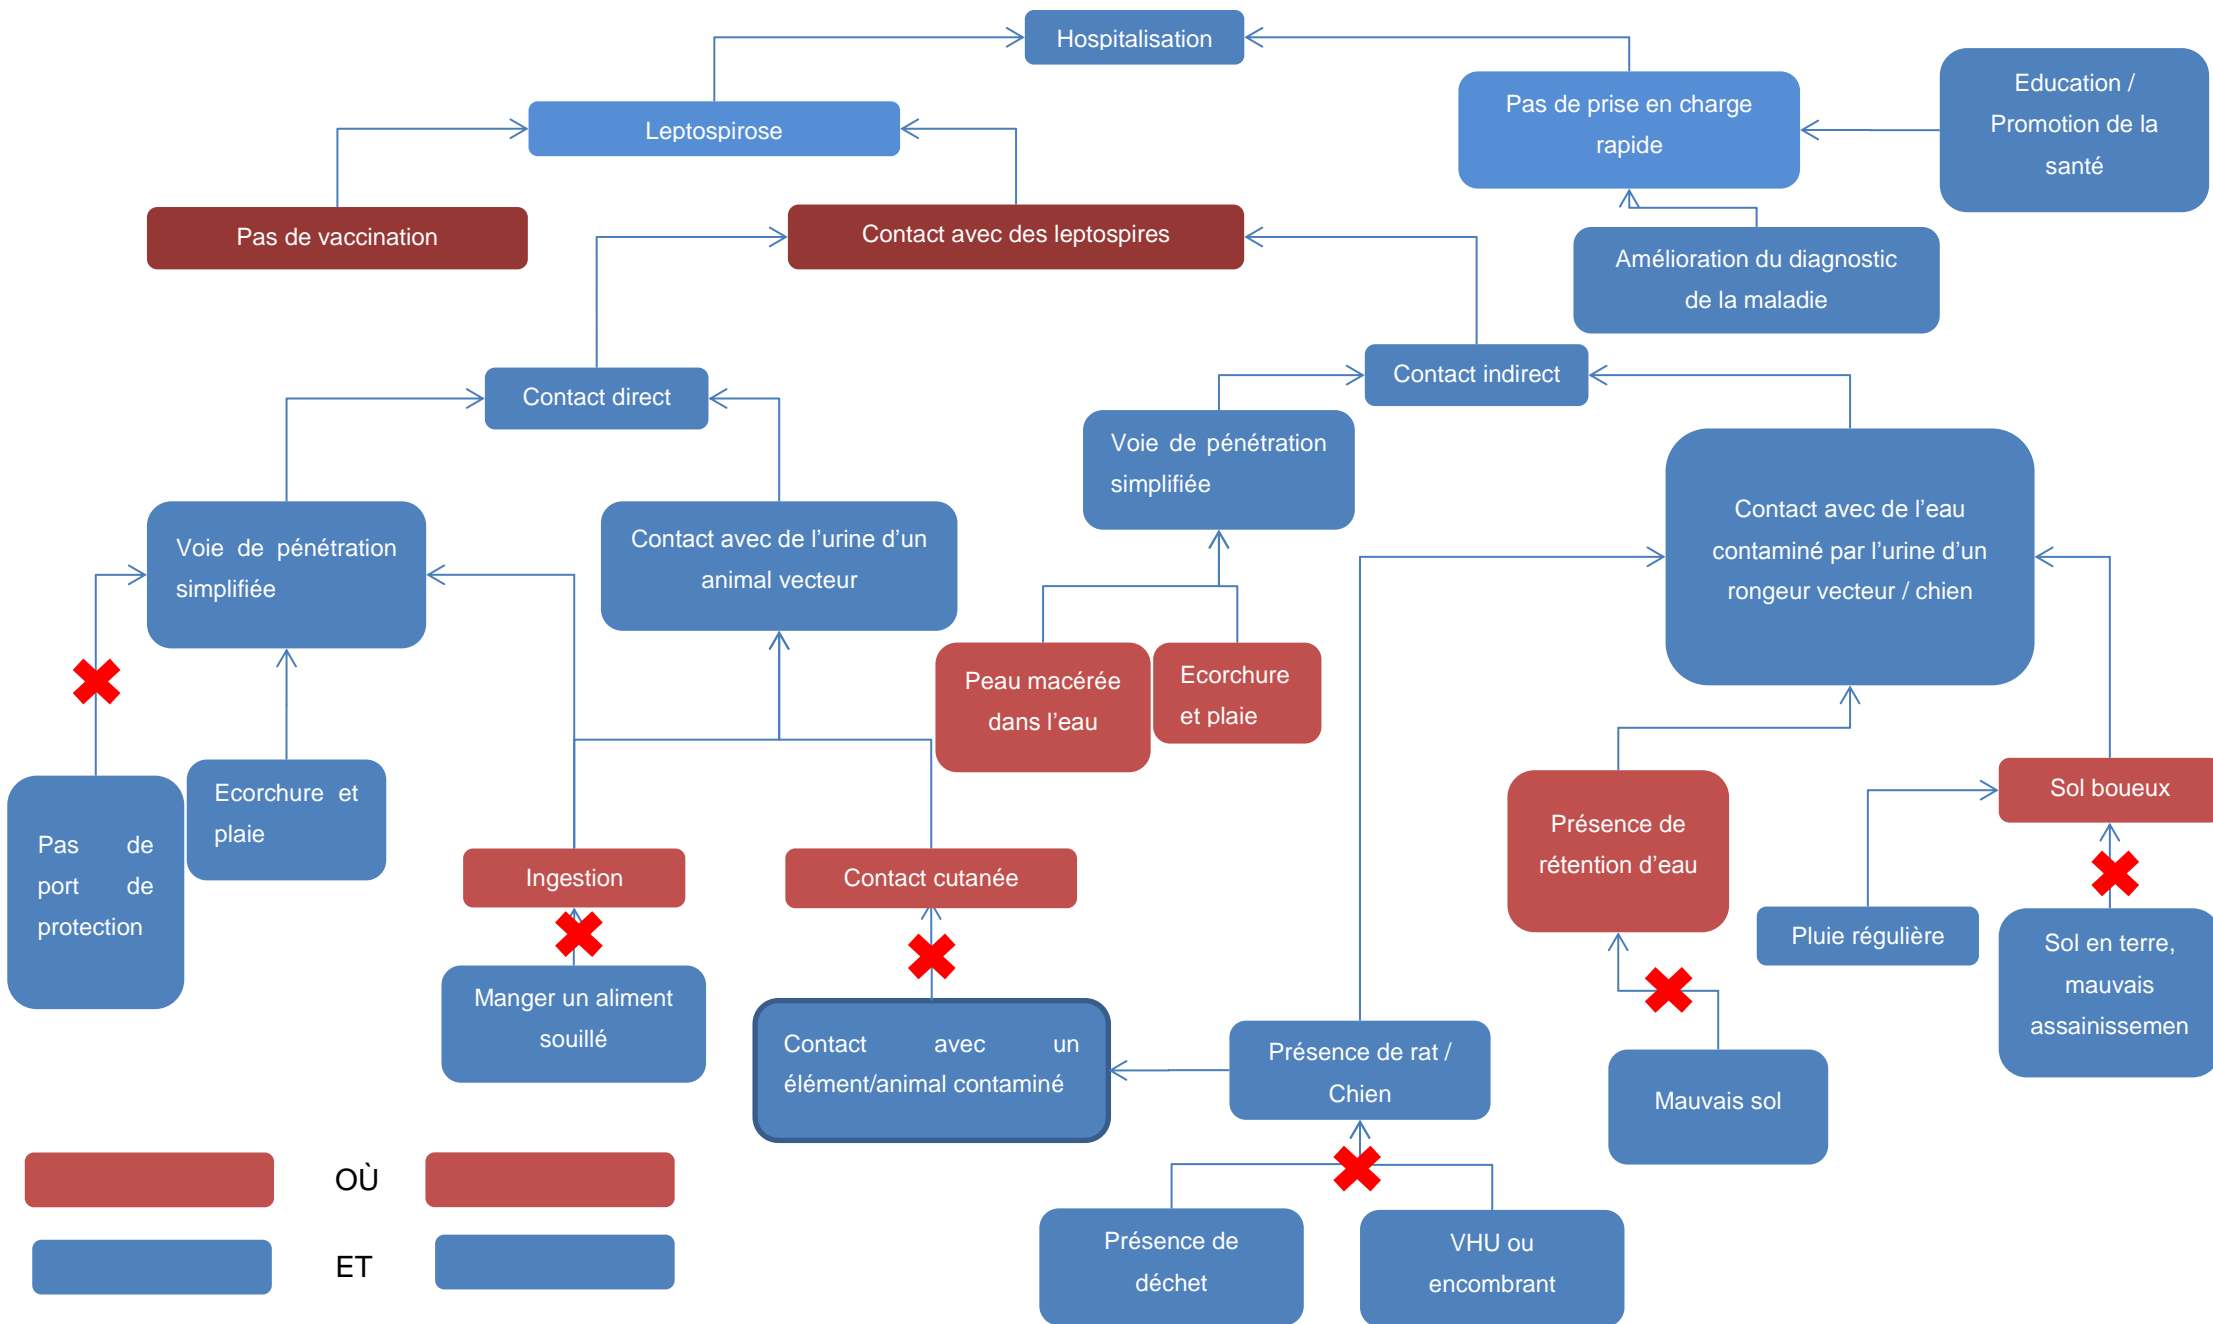 Hospitalisation
Leptospirose
Pas de prise en charge
rapide
Education /
Promotion de la
santé
Pas de vaccination
Contact avec des leptospires
Amélioration du diagnostic
de la maladie
Contact direct
Contact indirect
Voie de pénétration
simplifiée
Contact avec de l’urine d’un
animal vecteur
Voie de pénétration
simplifiée
Contact avec de l’eau
contaminé par l’urine d’un
rongeur vecteur / chien
Peau macérée
dans l’eau
Ecorchure
et plaie
Pas de
port de
protection
Ecorchure et
plaie
Ingestion
Contact cutanée
Présence de
rétention d’eau
Sol boueux
Pluie régulière
Sol en terre,
mauvais
assainissemen
Manger un aliment
souillé
Contact avec un
élément/animal contaminé
Présence de rat /
Chien
Mauvais sol
Présence de
déchet
VHU ou
encombrant
OÙ
ET